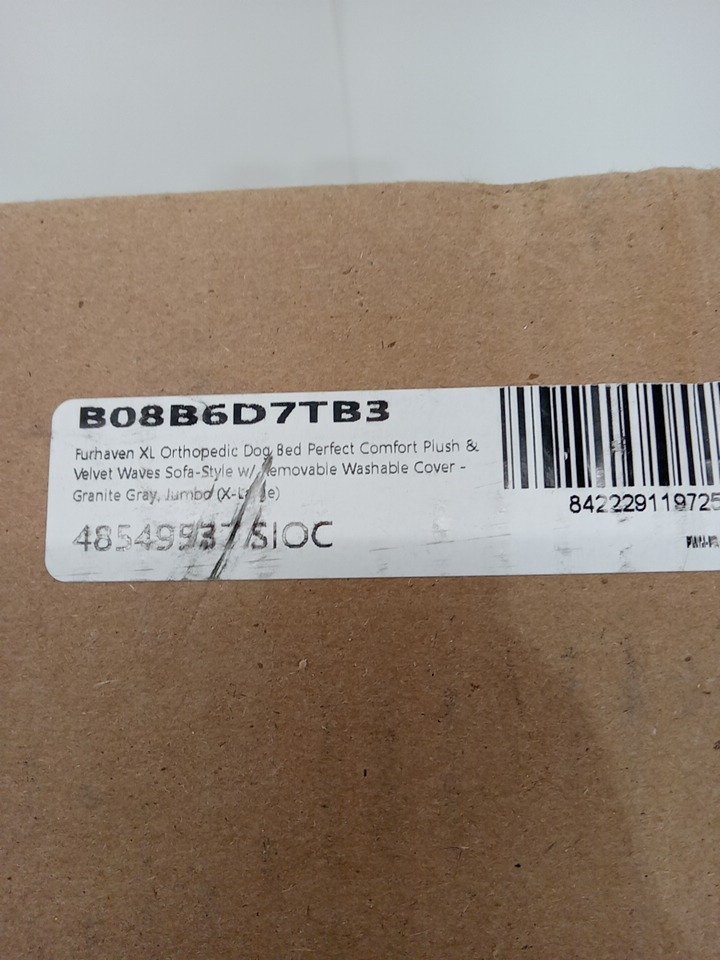 B08B6D7TB3
Furhaven XL Orthopedic Dog Bed Perfect Comfort Plush &
Velvet Waves Sofa-Style w/ Removable Washable Cover -
Granite Gray, Jumbo (X-Large)
48549537/SIOC
842229119725